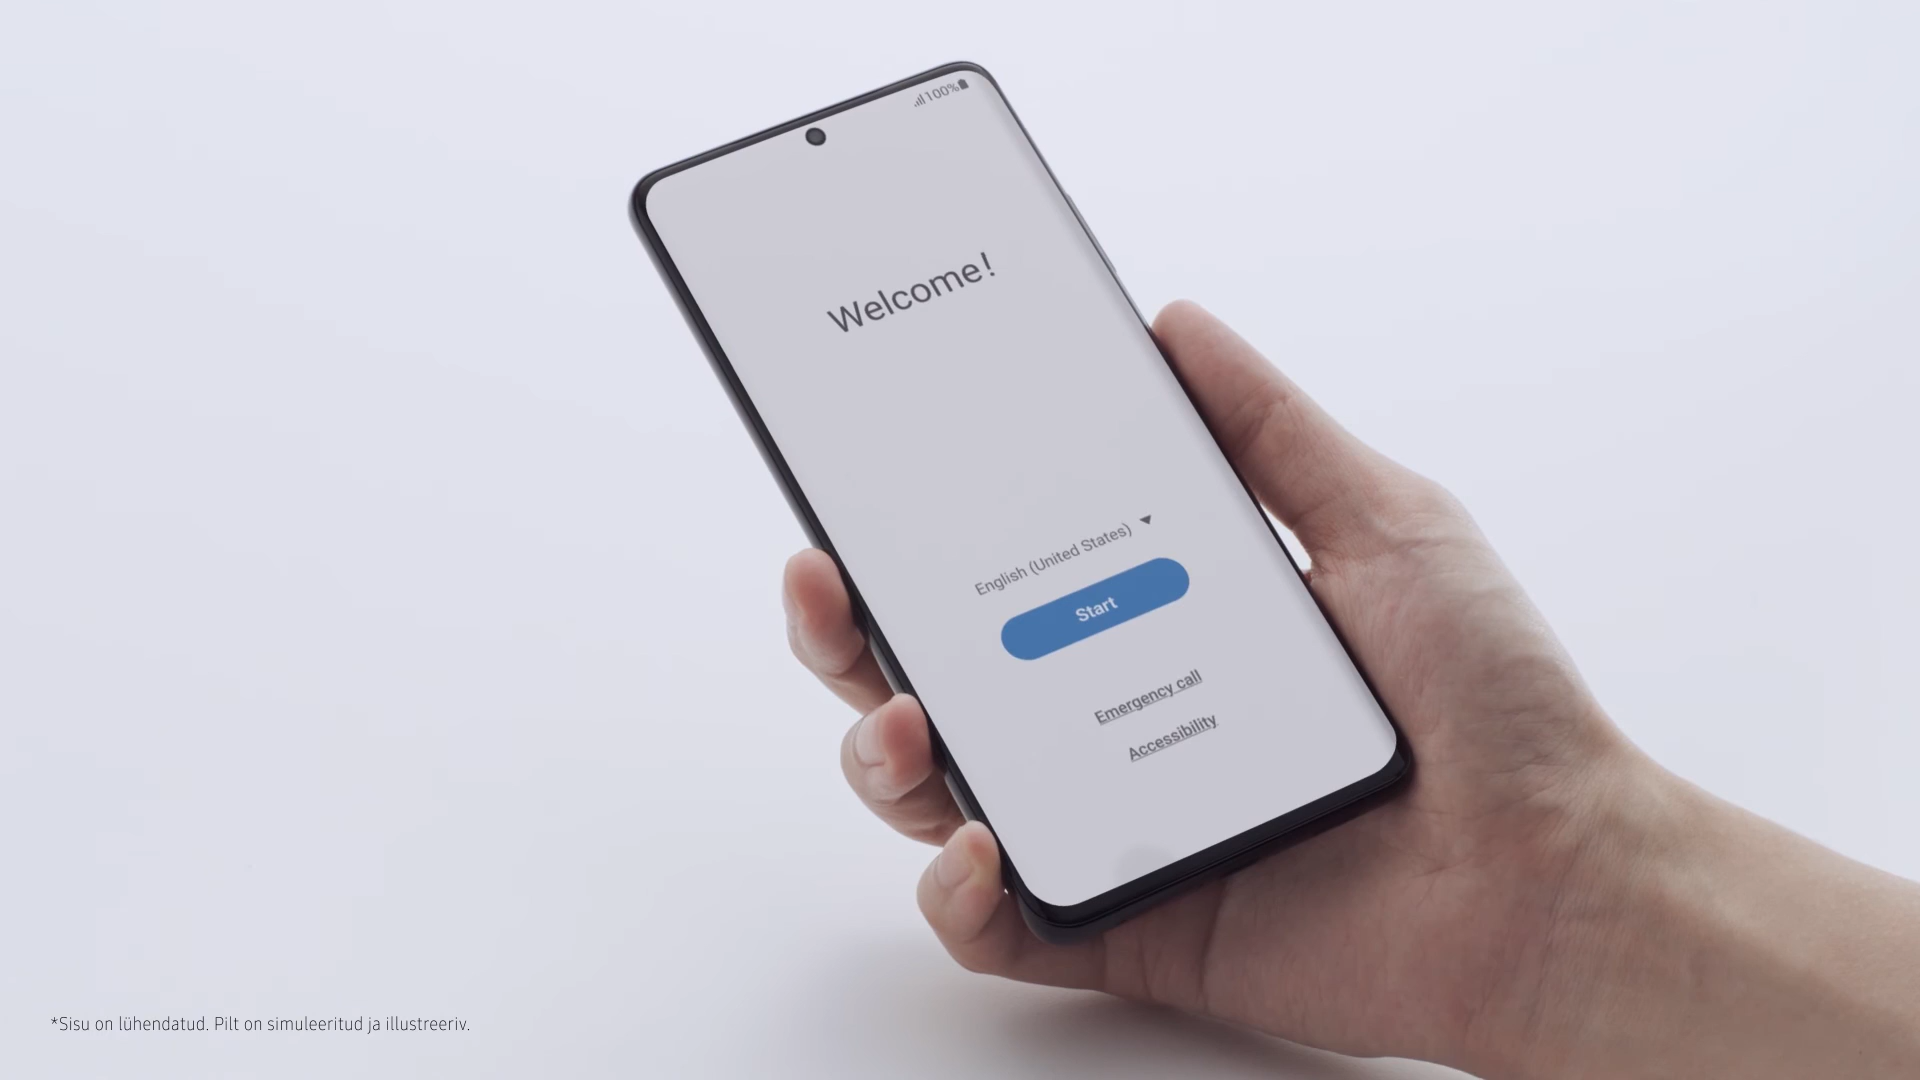 100%
Welcome!
English (United States)
Start
Emergency call
Accessibility
*Sisu on lühendatud. Pilt on simuleeritud ja illustreeriv.